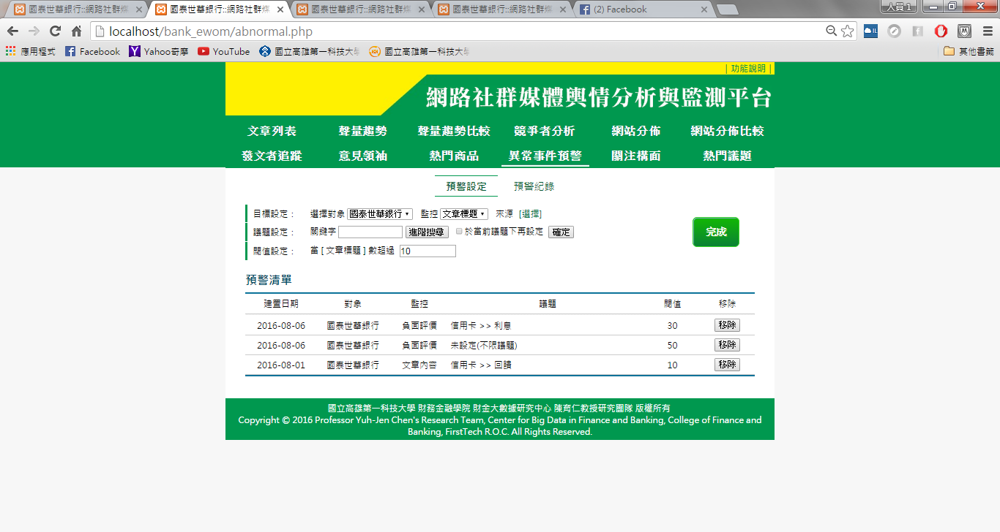 國泰世華銀行::網路社群媒 國泰世華銀行::網路社群媒 國泰世華銀行::網路社群媒 國泰世華銀行::網路社群媒 (2) Facebook 人員 1
localhost/bank_ewom/abnormal.php
應用程式 Facebook Yahoo奇摩 YouTube 國立高雄第一科技大學 國立高雄第一科技大學 其他書籤
| 功能說明 |
網路社群媒體輿情分析與監測平台
文章列表 聲量趨勢 聲量趨勢比較 競爭者分析 網站分佈 網站分佈比較
發文者追蹤 意見領袖 熱門商品 異常事件預警 關注構面 熱門議題
預警設定 預警紀錄
目標設定： 選擇對象 國泰世華銀行 監控 文章標題 來源 [選擇]
議題設定： 關鍵字 進階搜尋 於當前議題下再設定 確定
閥值設定： 當 [ 文章標題 ] 數超過 10
完成
預警清單
建置日期 對象 監控 議題 閥值 移除
2016-08-06 國泰世華銀行 負面評價 信用卡 >> 利息 30 移除
2016-08-06 國泰世華銀行 負面評價 未設定(不限議題) 50 移除
2016-08-01 國泰世華銀行 文章內容 信用卡 >> 回饋 10 移除
國立高雄第一科技大學 財務金融學院 財金大數據研究中心 陳育仁教授研究團隊 版權所有
Copyright © 2016 Professor Yuh-Jen Chen's Research Team, Center for Big Data in Finance and Banking, College of Finance and
Banking, FirstTech R.O.C. All Rights Reserved.